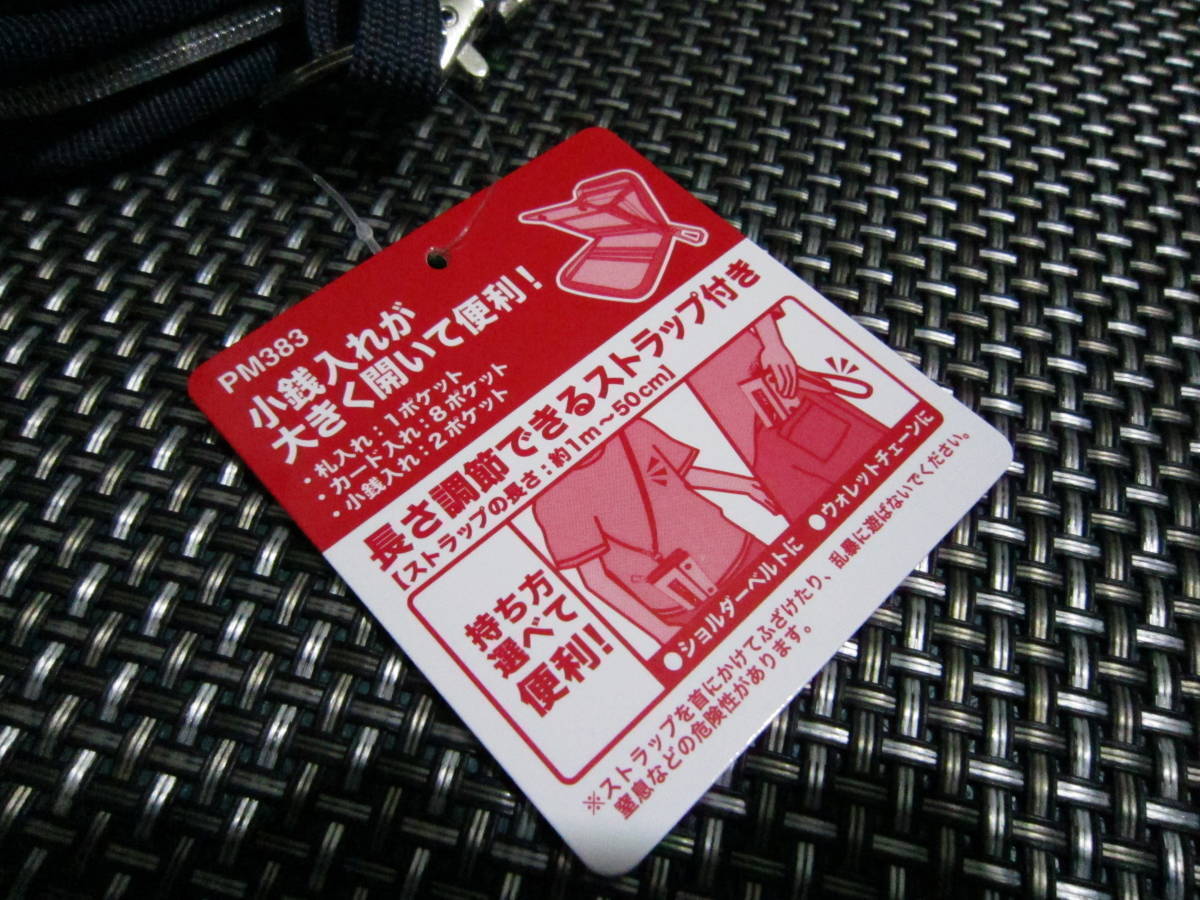 PM383
小銭入れが
大きく開いて便利!
・札入れ:1ポケット
・カード入れ:8ポケット
・小銭入れ:2ポケット
長さ調節できるストラップ付き
【ストラップの長さ:約1m～50cm】
持ち方
選べて
便利!
●ショルダーベルトに
●ウォレットチェーンに
※ストラップを首にかけてふざけたり、乱暴に遊ばないでください。
窒息などの危険性があります。